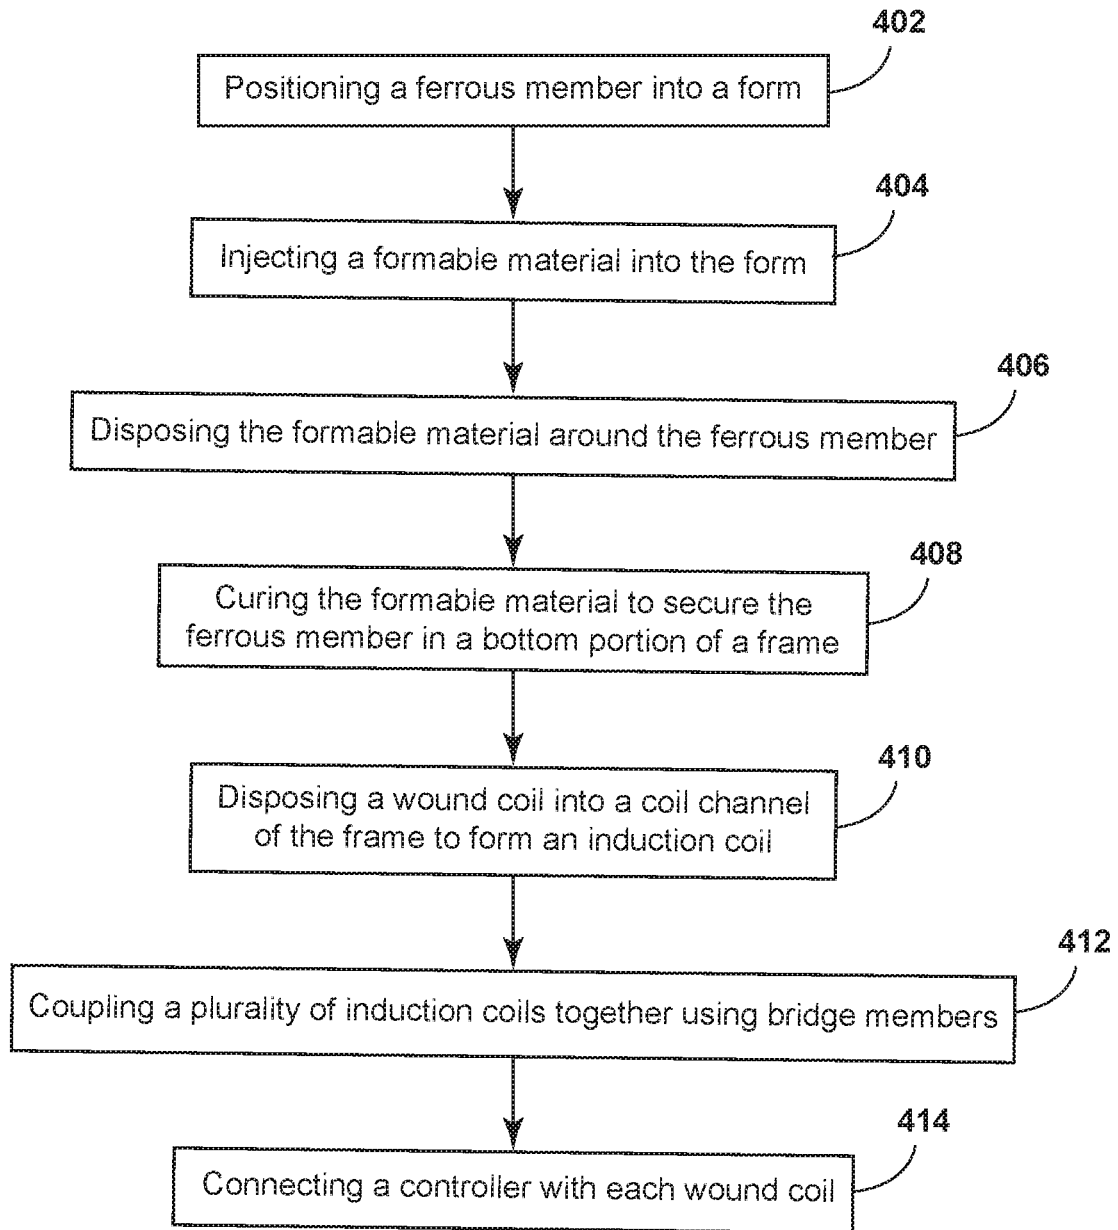 402
Positioning a ferrous member into a form
404
Injecting a formable material into the form
406
Disposing the formable material around the ferrous member
408
Curing the formable material to secure the
ferrous member in a bottom portion of a frame
410
Disposing a wound coil into a coil channel
of the frame to form an induction coil
412
Coupling a plurality of induction coils together using bridge members
414
Connecting a controller with each wound coil